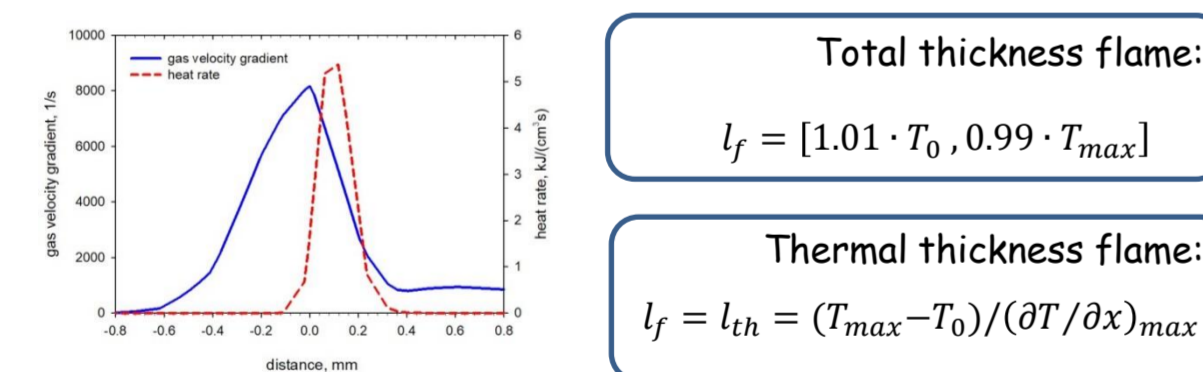 10000
8000
6000
4000
2000
0
gas velocity gradient, 1/s
gas velocity gradient
heat rate
6
5
4
3
2
1
0
heat rate, kJ/(cm³s)
-0.8 -0.6 -0.4 -0.2 0.0 0.2 0.4 0.6 0.8
distance, mm
Total thickness flame:
l_f = [1.01 · T_0 , 0.99 · T_max]
Thermal thickness flame:
l_f = l_th = (T_max−T_0)/(∂T/∂x)_max